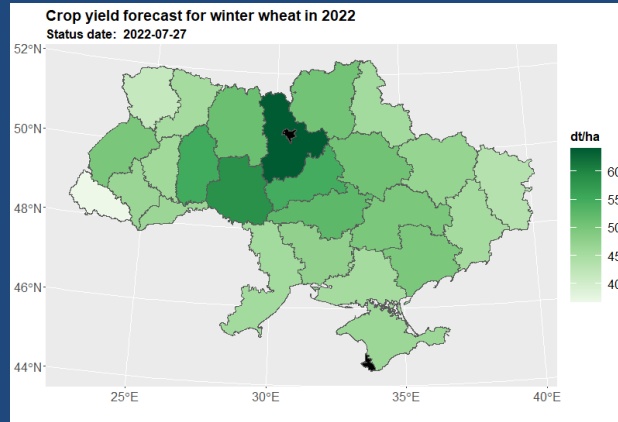 Crop yield forecast for winter wheat in 2022
Status date: 2022-07-27
52°N
50°N
48°N
46°N
44°N
25°E
30°E
35°E
40°E
dt/ha
60
55
50
45
40